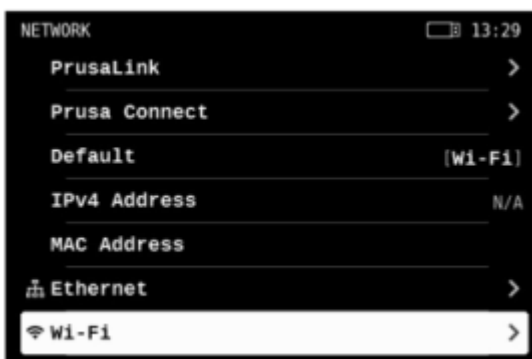 NETWORK 13:29
PrusaLink
Prusa Connect
Default [Wi-Fi]
IPv4 Address N/A
MAC Address
Ethernet
Wi-Fi